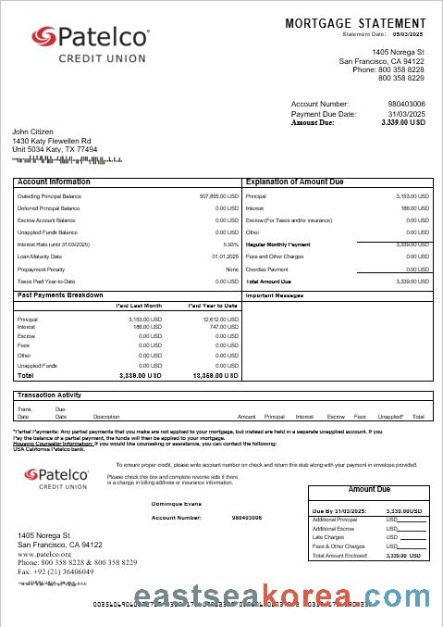 Patelco®
CREDIT UNION
MORTGAGE STATEMENT
Statement Date: 05/03/2025
1405 Norega St
San Francisco, CA 94122
Phone: 800 358 8228
800 358 8229
Account Number: 980403006
Payment Due Date: 31/03/2025
Amount Due: 3,339.00 USD
John Citizen
1430 Katy Flewellen Rd
Unit 5034 Katy, TX 77494
Account Information
Outstding Principal Balance 507,855.00 USD
Deferred Principal Balance 0.00 USD
Escrow Account Balance 0.00 USD
Unapplied Funds Balance 0.00 USD
Interest Rate (until 31/03/2025)
Loan Maturity Date 01.01.2025
Prepayment Penalty None
Taxes Paid Year-to-Date 0.00 USD
Explanation of Amount Due
Principal 3,153.00 USD
Interest 186.00 USD
Escrow (For Taxes and/or insurance) 0.00 USD
Other 0.00 USD
Regular Monthly Payment 3,339.00 USD
Fees and Other Charges 0.00 USD
Overdue Payment 0.00 USD
Total Amount Due 3,339.00 USD
Past Payments Breakdown
Paid Last Month Paid Year to Date
Principal 3,153.00 USD 12,612.00 USD
Interest 186.00 USD 747.00 USD
Escrow 0.00 USD 0.00 USD
Fees 0.00 USD 0.00 USD
Other 0.00 USD 0.00 USD
Unapplied Funds 0.00 USD 0.00 USD
Total 3,339.00 USD 13,359.00 USD
Important Messages
Transaction Activity
Trans. Due
Date Date Description Amount Principal Interest Escrow Fees Unapplied* Total
*Partial Payments: Any partial payments that you make are not applied to your mortgage, but instead are held in a separate unapplied account. If you
Pay the balance of a partial payment, the funds will then be applied to your mortgage.
Housing Counselor Information: If you would like counseling or assistance, you can contact the following:
USA California Patelco bank.
Patelco®
CREDIT UNION
To ensure proper credit, please write account number on check and return this stub along with your payment in envelope provided.
Please check this box and complete reverse side if there
is a change in billing address or insurance information.
Dominique Evans
Account Number: 980403006
Amount Due
Due By 31/03/2025: 3,339.00USD
Additional Principal USD
Additional Escrow USD
Late Charges USD
Fees & Other Charges USD
Total Amount Enclosed 3,339.00 USD
1405 Norega St
San Francisco, CA 94122
www.patelco.org
Phone: 800 358 8228 & 800 358 8229
Fax: +92 (21) 36406049
eastseakorea.com